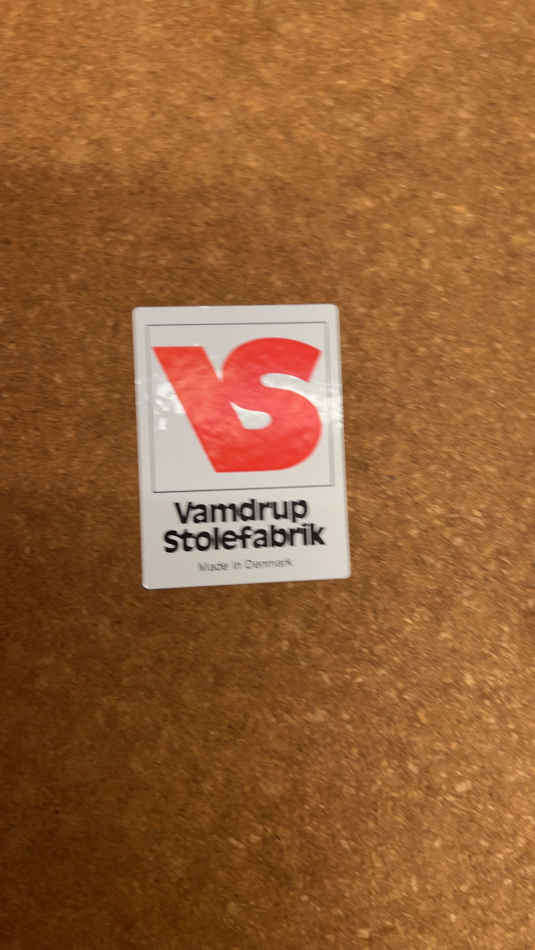 VS
Vamdrup
Stolefabrik
Made in Denmark